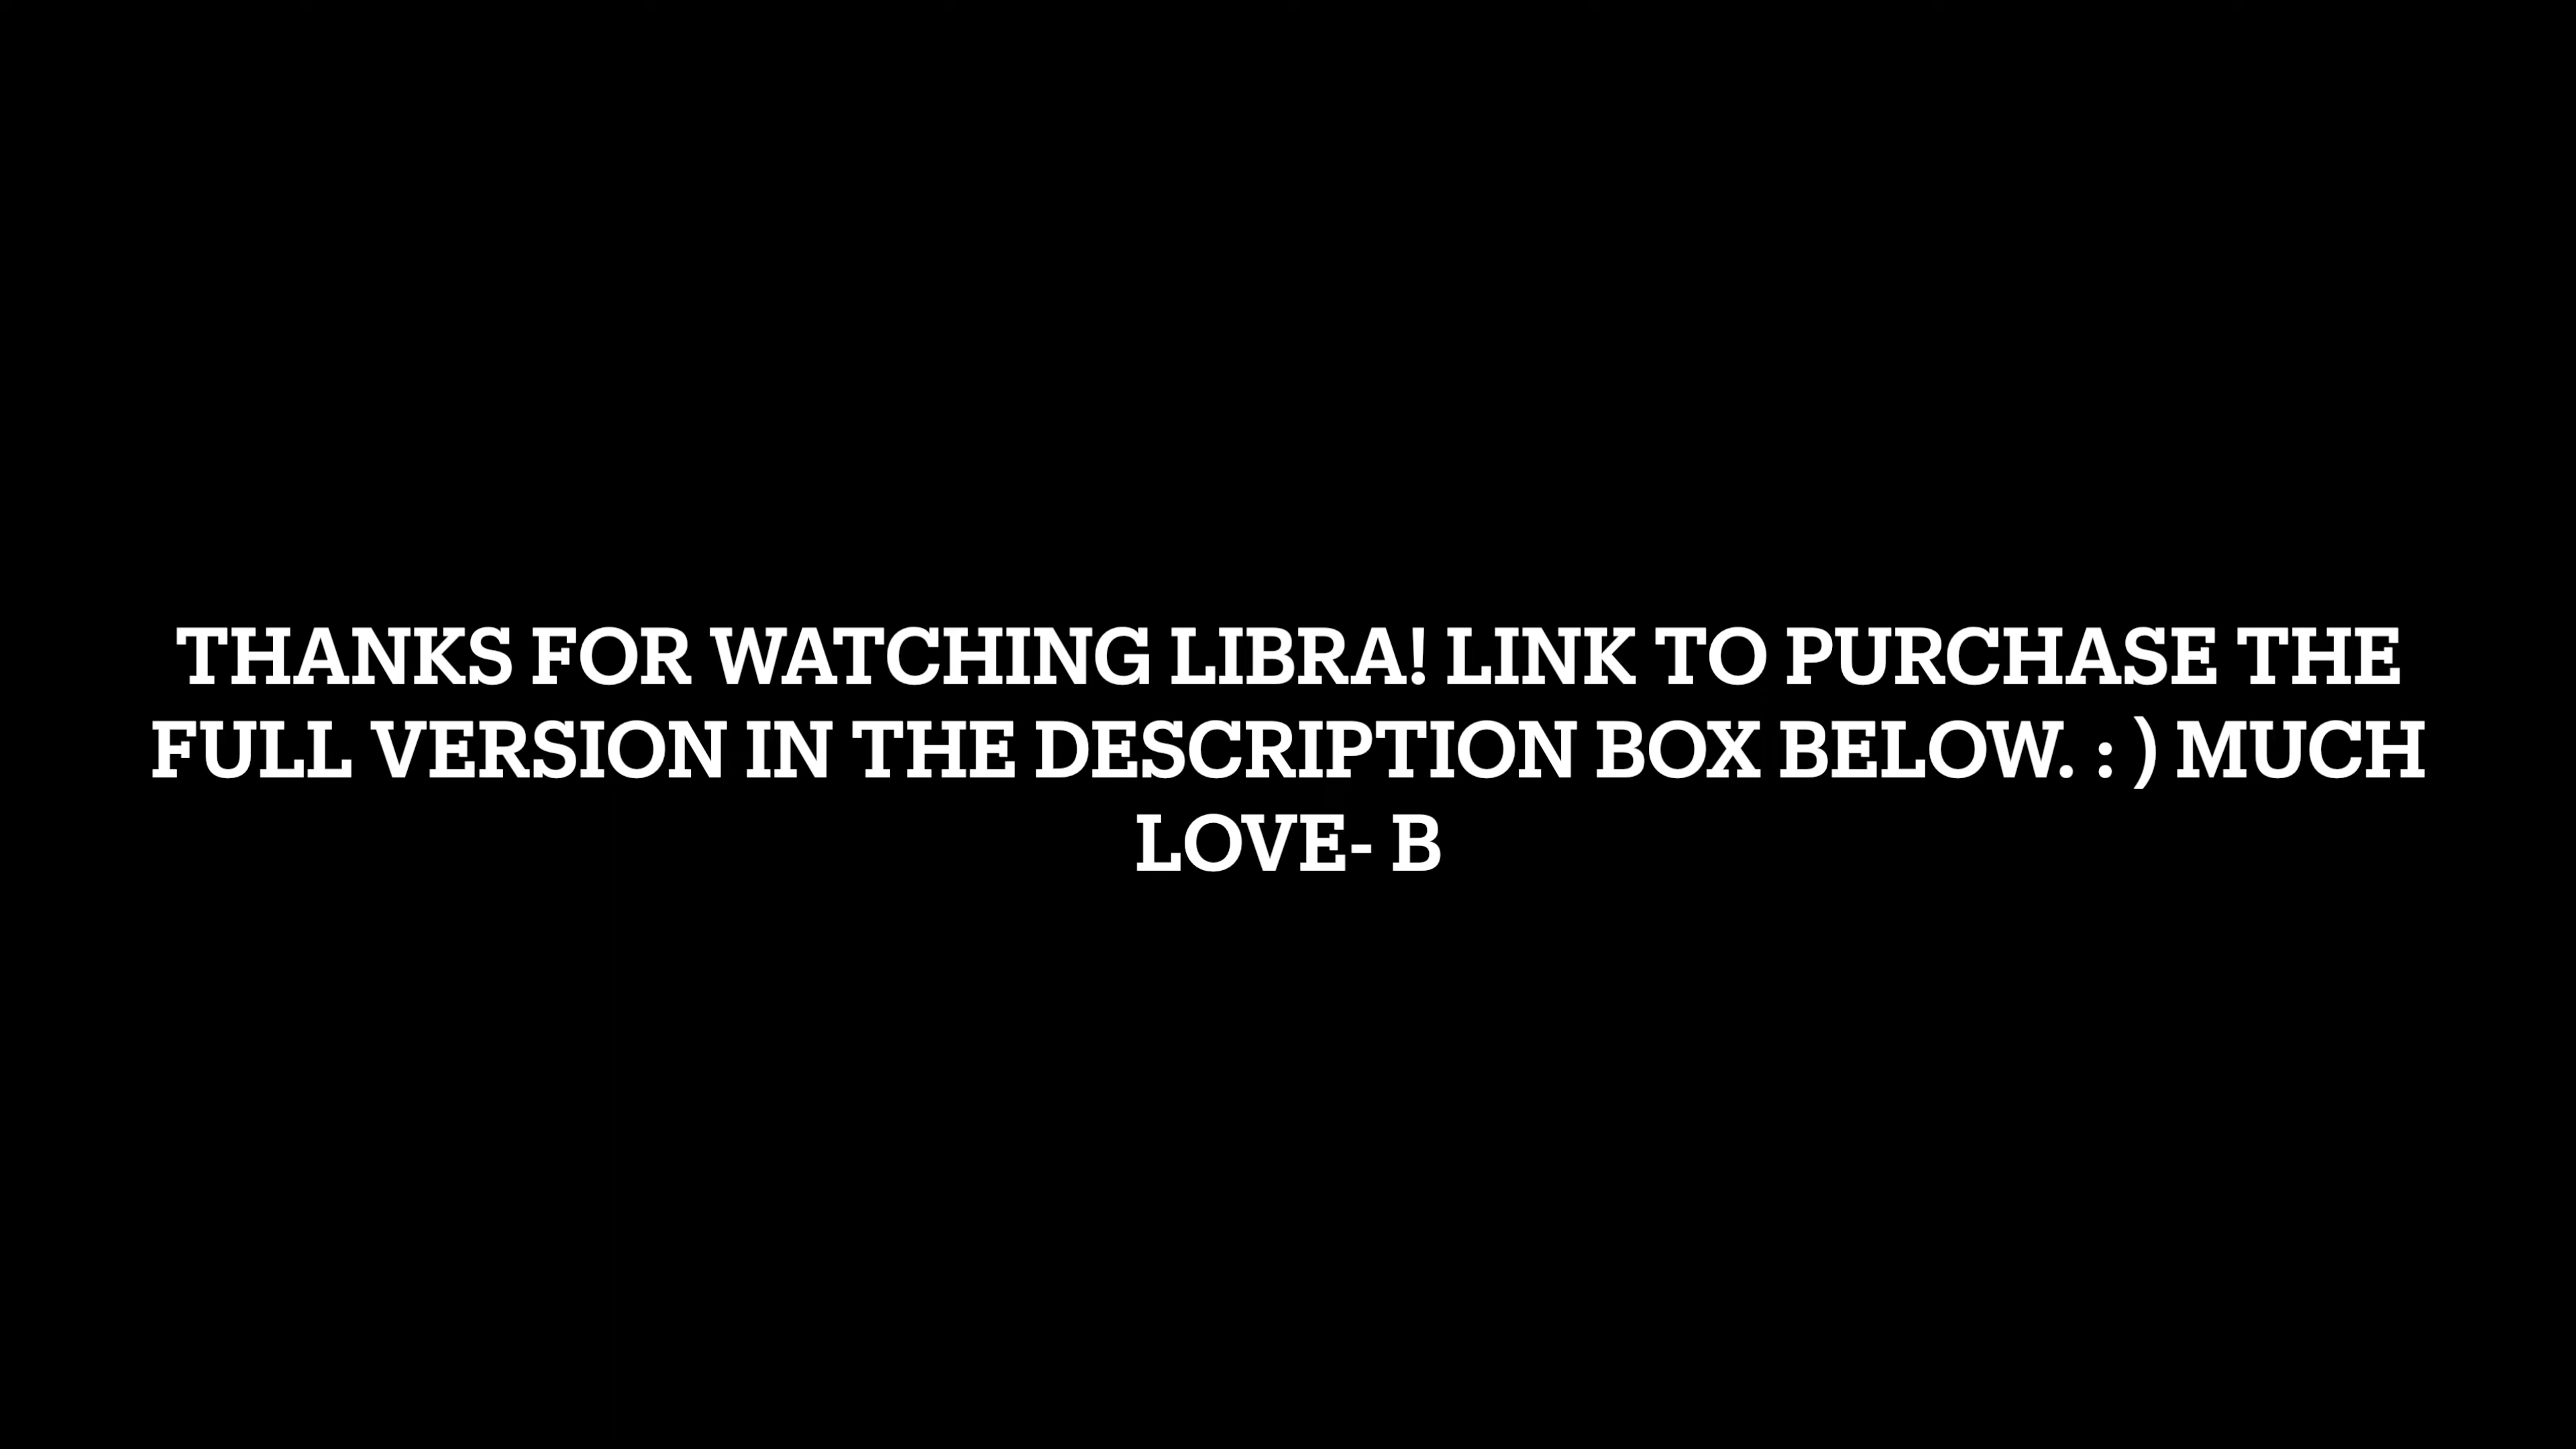 THANKS FOR WATCHING LIBRA! LINK TO PURCHASE THE
FULL VERSION IN THE DESCRIPTION BOX BELOW. : ) MUCH
LOVE- B